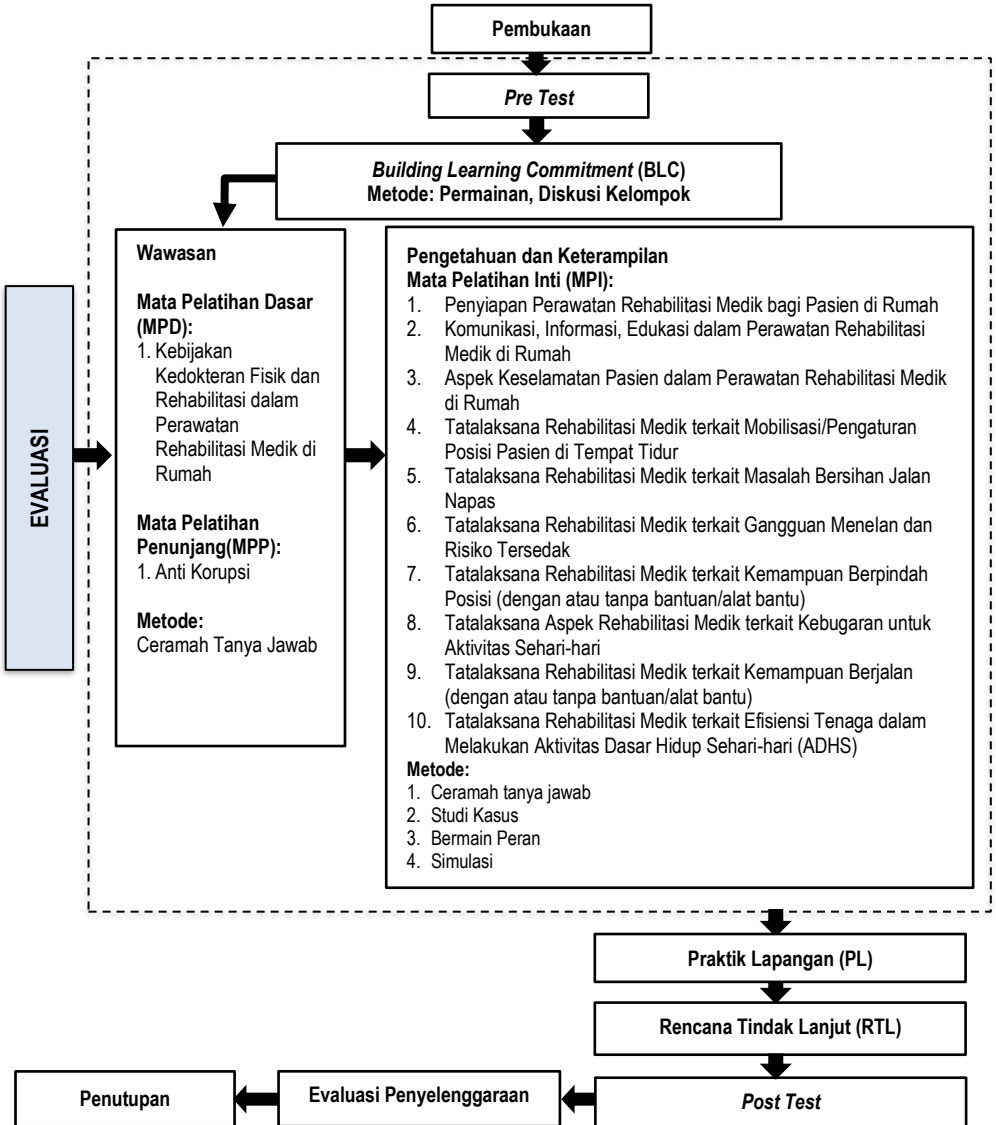 Pembukaan
Pre Test
Building Learning Commitment (BLC)
Metode: Permainan, Diskusi Kelompok
EVALUASI
Wawasan
Mata Pelatihan Dasar
(MPD):
1. Kebijakan
Kedokteran Fisik dan
Rehabilitasi dalam
Perawatan
Rehabilitasi Medik di
Rumah
Mata Pelatihan
Penunjang(MPP):
1. Anti Korupsi
Metode:
Ceramah Tanya Jawab
Pengetahuan dan Keterampilan
Mata Pelatihan Inti (MPI):
1. Penyiapan Perawatan Rehabilitasi Medik bagi Pasien di Rumah
2. Komunikasi, Informasi, Edukasi dalam Perawatan Rehabilitasi
Medik di Rumah
3. Aspek Keselamatan Pasien dalam Perawatan Rehabilitasi Medik
di Rumah
4. Tatalaksana Rehabilitasi Medik terkait Mobilisasi/Pengaturan
Posisi Pasien di Tempat Tidur
5. Tatalaksana Rehabilitasi Medik terkait Masalah Bersihan Jalan
Napas
6. Tatalaksana Rehabilitasi Medik terkait Gangguan Menelan dan
Risiko Tersedak
7. Tatalaksana Rehabilitasi Medik terkait Kemampuan Berpindah
Posisi (dengan atau tanpa bantuan/alat bantu)
8. Tatalaksana Aspek Rehabilitasi Medik terkait Kebugaran untuk
Aktivitas Sehari-hari
9. Tatalaksana Rehabilitasi Medik terkait Kemampuan Berjalan
(dengan atau tanpa bantuan/alat bantu)
10. Tatalaksana Rehabilitasi Medik terkait Efisiensi Tenaga dalam
Melakukan Aktivitas Dasar Hidup Sehari-hari (ADHS)
Metode:
1. Ceramah tanya jawab
2. Studi Kasus
3. Bermain Peran
4. Simulasi
Praktik Lapangan (PL)
Rencana Tindak Lanjut (RTL)
Post Test
Evaluasi Penyelenggaraan
Penutupan